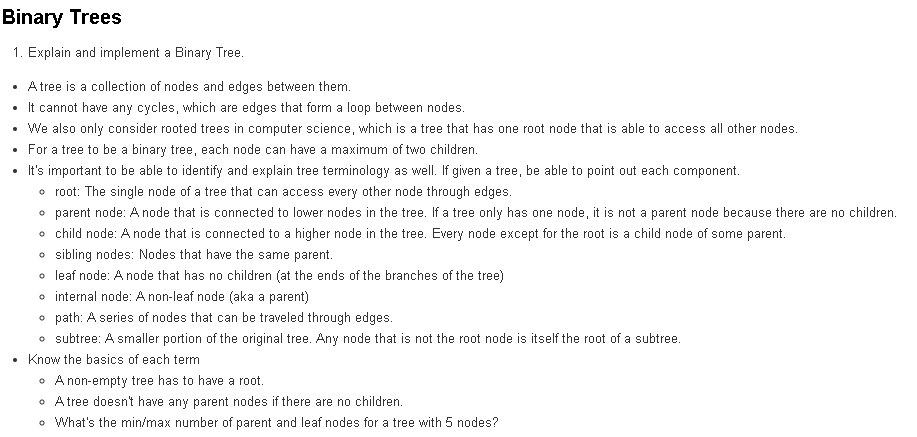 Binary Trees
1. Explain and implement a Binary Tree.
• A tree is a collection of nodes and edges between them.
• It cannot have any cycles, which are edges that form a loop between nodes.
• We also only consider rooted trees in computer science, which is a tree that has one root node that is able to access all other nodes.
• For a tree to be a binary tree, each node can have a maximum of two children.
• It's important to be able to identify and explain tree terminology as well. If given a tree, be able to point out each component.
◦ root: The single node of a tree that can access every other node through edges.
◦ parent node: A node that is connected to lower nodes in the tree. If a tree only has one node, it is not a parent node because there are no children.
◦ child node: A node that is connected to a higher node in the tree. Every node except for the root is a child node of some parent.
◦ sibling nodes: Nodes that have the same parent.
◦ leaf node: A node that has no children (at the ends of the branches of the tree)
◦ internal node: A non-leaf node (aka a parent)
◦ path: A series of nodes that can be traveled through edges.
◦ subtree: A smaller portion of the original tree. Any node that is not the root node is itself the root of a subtree.
• Know the basics of each term
◦ A non-empty tree has to have a root.
◦ A tree doesn't have any parent nodes if there are no children.
◦ What's the min/max number of parent and leaf nodes for a tree with 5 nodes?